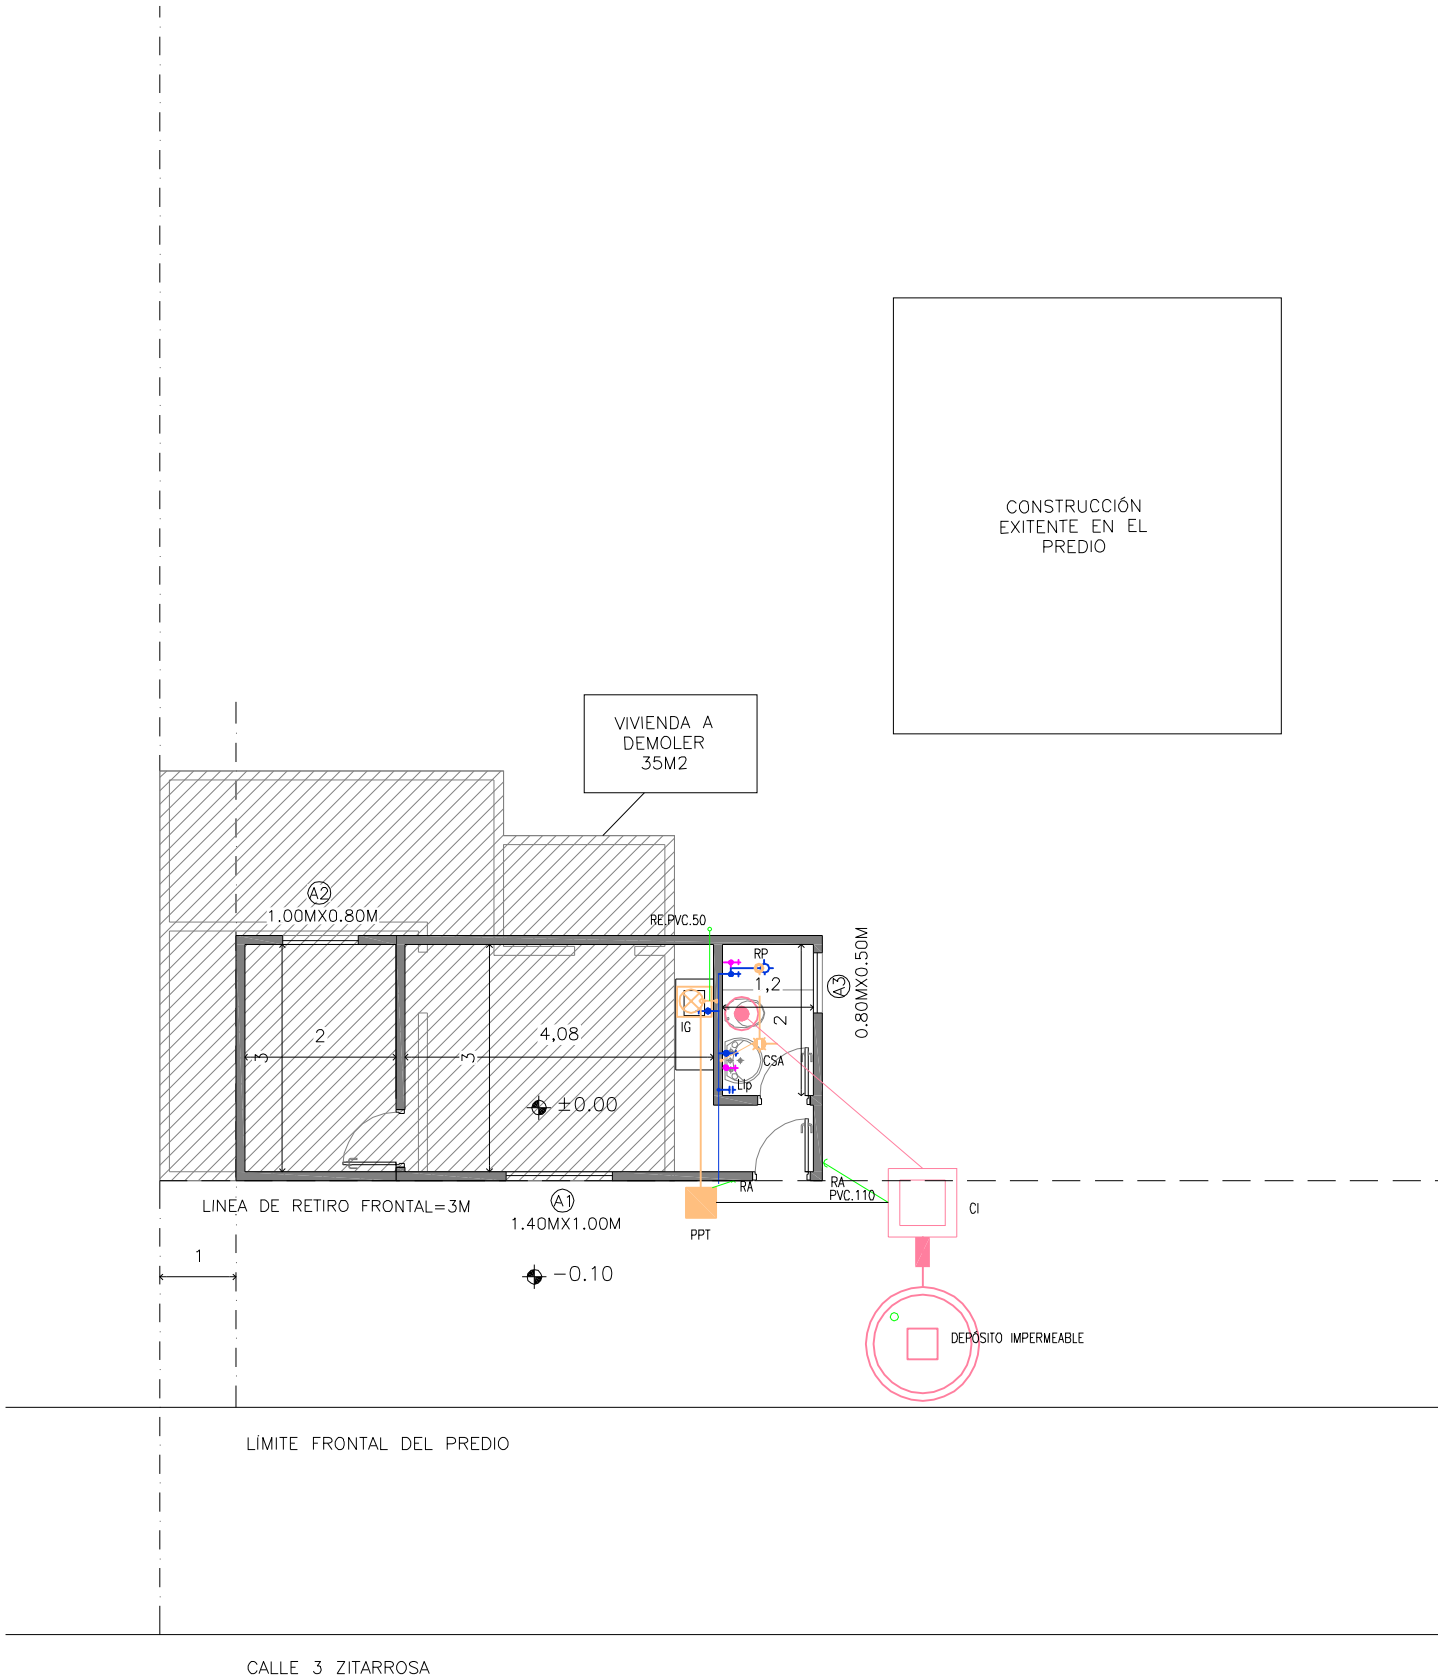 CONSTRUCCIÓN
EXITENTE EN EL
PREDIO
VIVIENDA A
DEMOLER
35M2
A2
1.00MX0.80M
RE.PVC.50
RP
A3
0.80MX0.50M
1,2
2
IG
2
3
4,08
3
CSA
Llp
±0.00
RA
RA
PVC.110
LINEA DE RETIRO FRONTAL=3M
A1
1.40MX1.00M
PPT
CI
1
-0.10
DEPÓSITO IMPERMEABLE
LÍMITE FRONTAL DEL PREDIO
CALLE 3 ZITARROSA